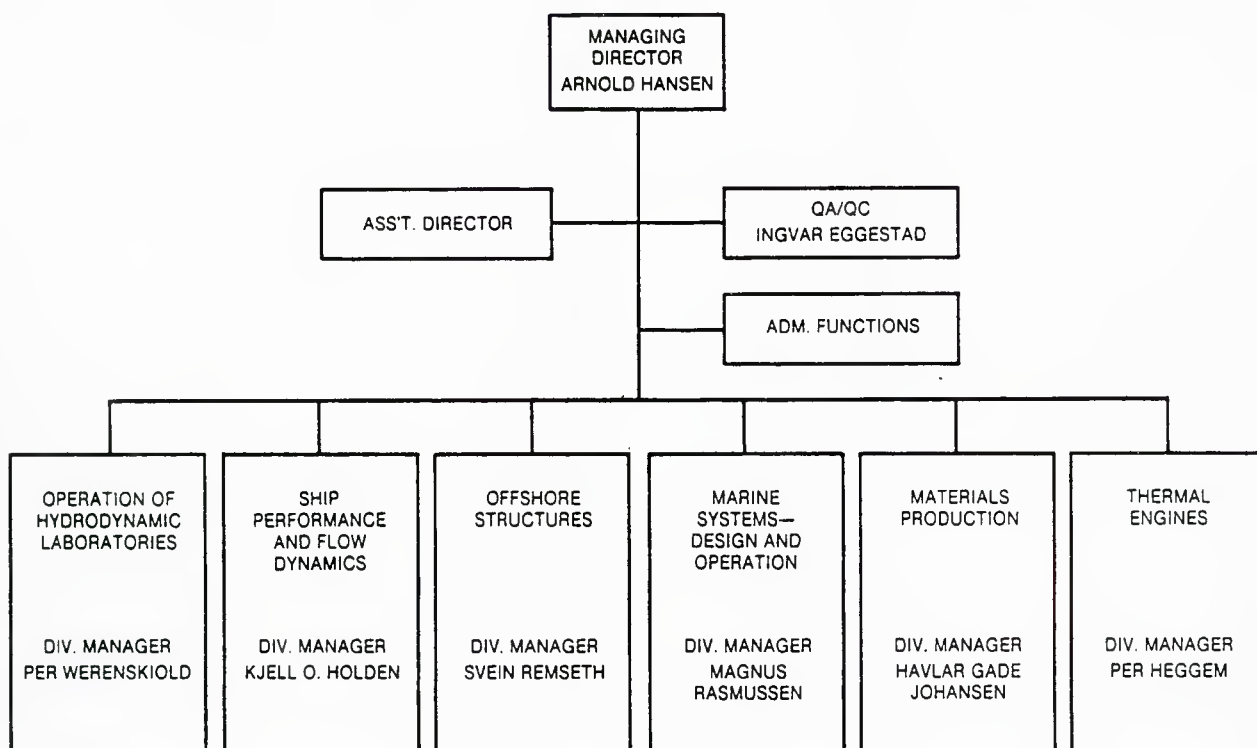 MANAGING
DIRECTOR
ARNOLD HANSEN
ASS'T. DIRECTOR
QA/QC
INGVAR EGGESTAD
ADM. FUNCTIONS
OPERATION OF
HYDRODYNAMIC
LABORATORIES
DIV. MANAGER
PER WERENSKIOLD
SHIP
PERFORMANCE
AND FLOW
DYNAMICS
DIV. MANAGER
KJELL O. HOLDEN
OFFSHORE
STRUCTURES
DIV. MANAGER
SVEIN REMSETH
MARINE
SYSTEMS—
DESIGN AND
OPERATION
DIV. MANAGER
MAGNUS
RASMUSSEN
MATERIALS
PRODUCTION
DIV. MANAGER
HAVLAR GADE
JOHANSEN
THERMAL
ENGINES
DIV. MANAGER
PER HEGGEM